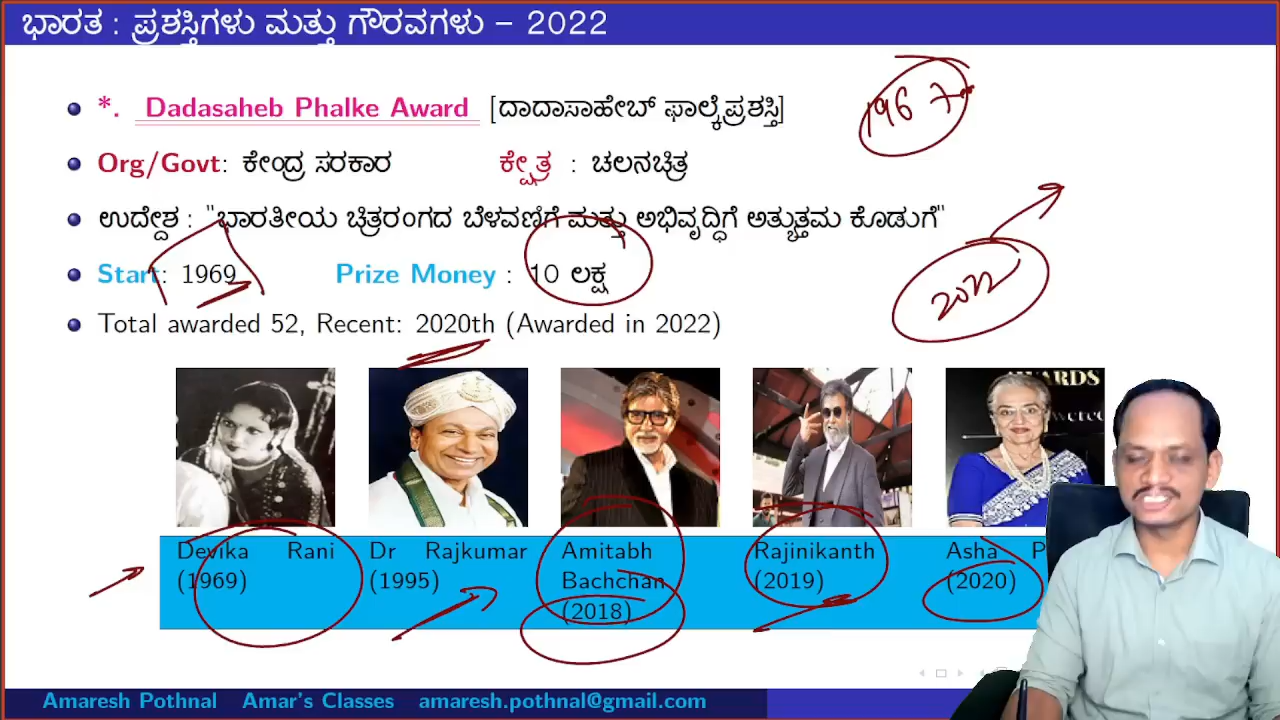 ಭಾರತ : ಪ್ರಶಸ್ತಿಗಳು ಮತ್ತು ಗೌರವಗಳು – 2022
*. Dadasaheb Phalke Award [ದಾದಾಸಾಹೇಬ್ ಫಾಲ್ಕೆಪ್ರಶಸ್ತಿ]
1967
Org/Govt: ಕೇಂದ್ರ ಸರಕಾರ ಕ್ಷೇತ್ರ : ಚಲನಚಿತ್ರ
ಉದೇಶ : "ಭಾರತೀಯ ಚಿತ್ರರಂಗದ ಬೆಳವಣಿಗೆ ಮತ್ತು ಅಭಿವೃದ್ಧಿಗೆ ಅತ್ಯುತ್ತಮ ಕೊಡುಗೆ"
Start: 1969 Prize Money : 10 ಲಕ್ಷ
2022
Total awarded 52, Recent: 2020th (Awarded in 2022)
AWARDS
Devika Rani Dr Rajkumar Amitabh Rajinikanth Asha P
(1969) (1995) Bachchan (2019) (2020)
(2018)
Amaresh Pothnal Amar's Classes amaresh.pothnal@gmail.com